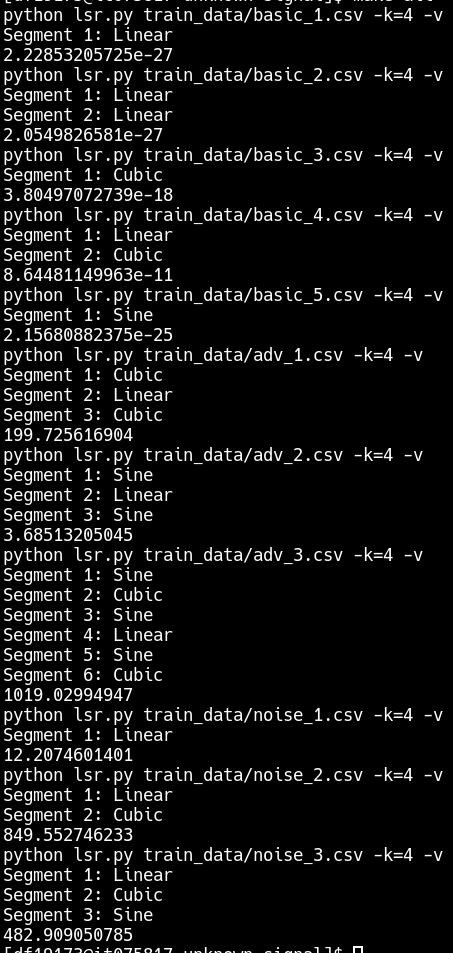 python lsr.py train_data/basic_1.csv -k=4 -v
Segment 1: Linear
2.22853205725e-27
python lsr.py train_data/basic_2.csv -k=4 -v
Segment 1: Linear
Segment 2: Linear
2.0549826581e-27
python lsr.py train_data/basic_3.csv -k=4 -v
Segment 1: Cubic
3.80497072739e-18
python lsr.py train_data/basic_4.csv -k=4 -v
Segment 1: Linear
Segment 2: Cubic
8.64481149963e-11
python lsr.py train_data/basic_5.csv -k=4 -v
Segment 1: Sine
2.15680882375e-25
python lsr.py train_data/adv_1.csv -k=4 -v
Segment 1: Cubic
Segment 2: Linear
Segment 3: Cubic
199.725616904
python lsr.py train_data/adv_2.csv -k=4 -v
Segment 1: Sine
Segment 2: Linear
Segment 3: Sine
3.68513205045
python lsr.py train_data/adv_3.csv -k=4 -v
Segment 1: Sine
Segment 2: Cubic
Segment 3: Sine
Segment 4: Linear
Segment 5: Sine
Segment 6: Cubic
1019.02994947
python lsr.py train_data/noise_1.csv -k=4 -v
Segment 1: Linear
12.2074601401
python lsr.py train_data/noise_2.csv -k=4 -v
Segment 1: Linear
Segment 2: Cubic
849.552746233
python lsr.py train_data/noise_3.csv -k=4 -v
Segment 1: Linear
Segment 2: Cubic
Segment 3: Sine
482.909050785